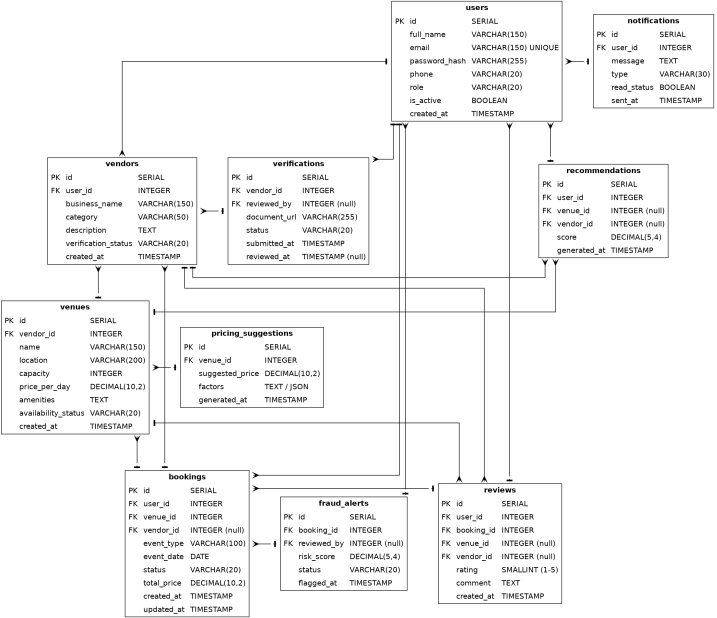 users
PK id SERIAL
full_name VARCHAR(150)
email VARCHAR(150) UNIQUE
password_hash VARCHAR(255)
phone VARCHAR(20)
role VARCHAR(20)
is_active BOOLEAN
created_at TIMESTAMP
notifications
PK id SERIAL
FK user_id INTEGER
message TEXT
type VARCHAR(30)
read_status BOOLEAN
sent_at TIMESTAMP
vendors
PK id SERIAL
FK user_id INTEGER
business_name VARCHAR(150)
category VARCHAR(50)
description TEXT
verification_status VARCHAR(20)
created_at TIMESTAMP
verifications
PK id SERIAL
FK vendor_id INTEGER
FK reviewed_by INTEGER (null)
document_url VARCHAR(255)
status VARCHAR(20)
submitted_at TIMESTAMP
reviewed_at TIMESTAMP (null)
recommendations
PK id SERIAL
FK user_id INTEGER
FK venue_id INTEGER (null)
FK vendor_id INTEGER (null)
score DECIMAL(5,4)
generated_at TIMESTAMP
venues
PK id SERIAL
FK vendor_id INTEGER
name VARCHAR(150)
location VARCHAR(200)
capacity INTEGER
price_per_day DECIMAL(10,2)
amenities TEXT
availability_status VARCHAR(20)
created_at TIMESTAMP
pricing_suggestions
PK id SERIAL
FK venue_id INTEGER
suggested_price DECIMAL(10,2)
factors TEXT / JSON
generated_at TIMESTAMP
bookings
PK id SERIAL
FK user_id INTEGER
FK venue_id INTEGER
FK vendor_id INTEGER (null)
event_type VARCHAR(100)
event_date DATE
status VARCHAR(20)
total_price DECIMAL(10,2)
created_at TIMESTAMP
updated_at TIMESTAMP
fraud_alerts
PK id SERIAL
FK booking_id INTEGER
FK reviewed_by INTEGER (null)
risk_score DECIMAL(5,4)
status VARCHAR(20)
flagged_at TIMESTAMP
reviews
PK id SERIAL
FK user_id INTEGER
FK booking_id INTEGER
FK venue_id INTEGER (null)
FK vendor_id INTEGER (null)
rating SMALLINT (1-5)
comment TEXT
created_at TIMESTAMP